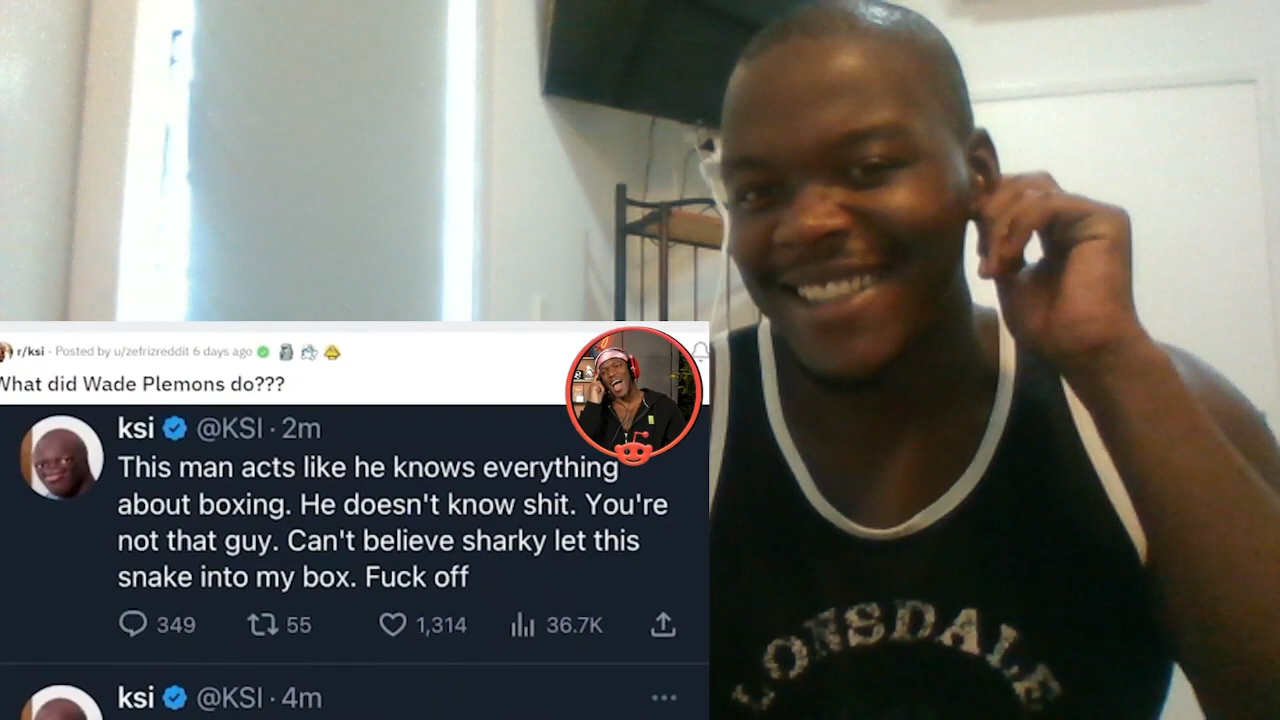 r/ksi · Posted by u/zefrizreddit 6 days ago
What did Wade Plemons do???
ksi @KSI · 2m
This man acts like he knows everything
about boxing. He doesn't know shit. You're
not that guy. Can't believe sharky let this
snake into my box. Fuck off
349 55 1,314 36.7K
ksi @KSI · 4m
LONSDALE